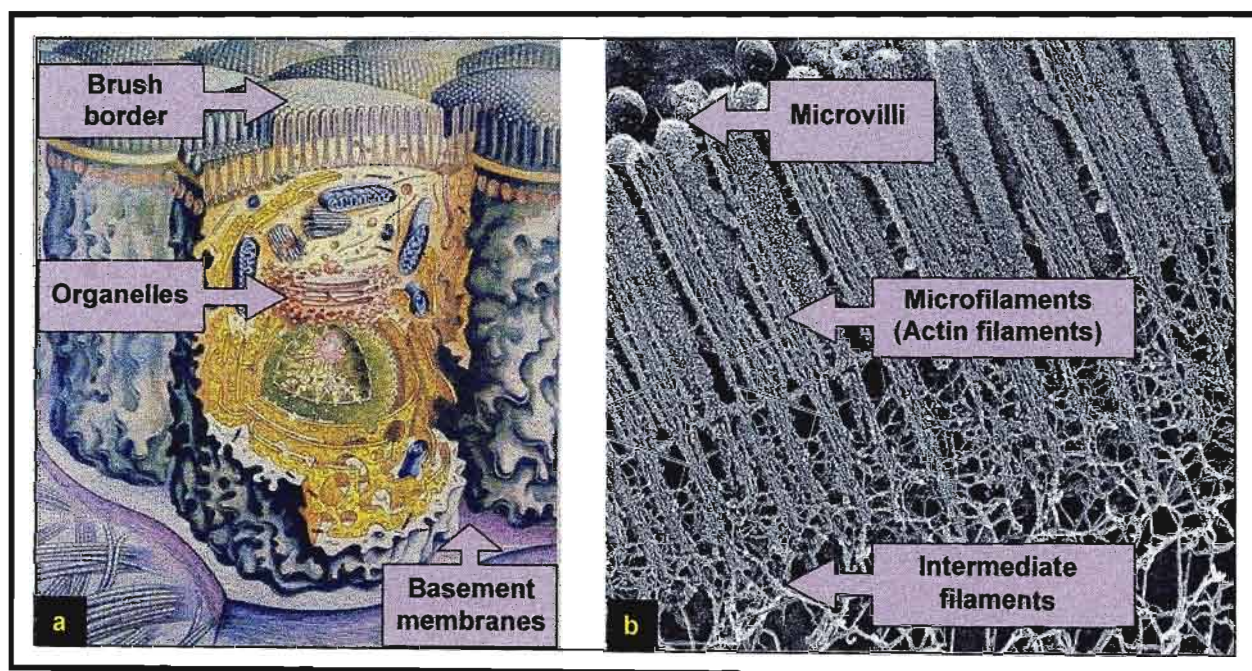 Brush
border
Organelles
Basement
membranes
a
Microvilli
Microfilaments
(Actin filaments)
Intermediate
filaments
b